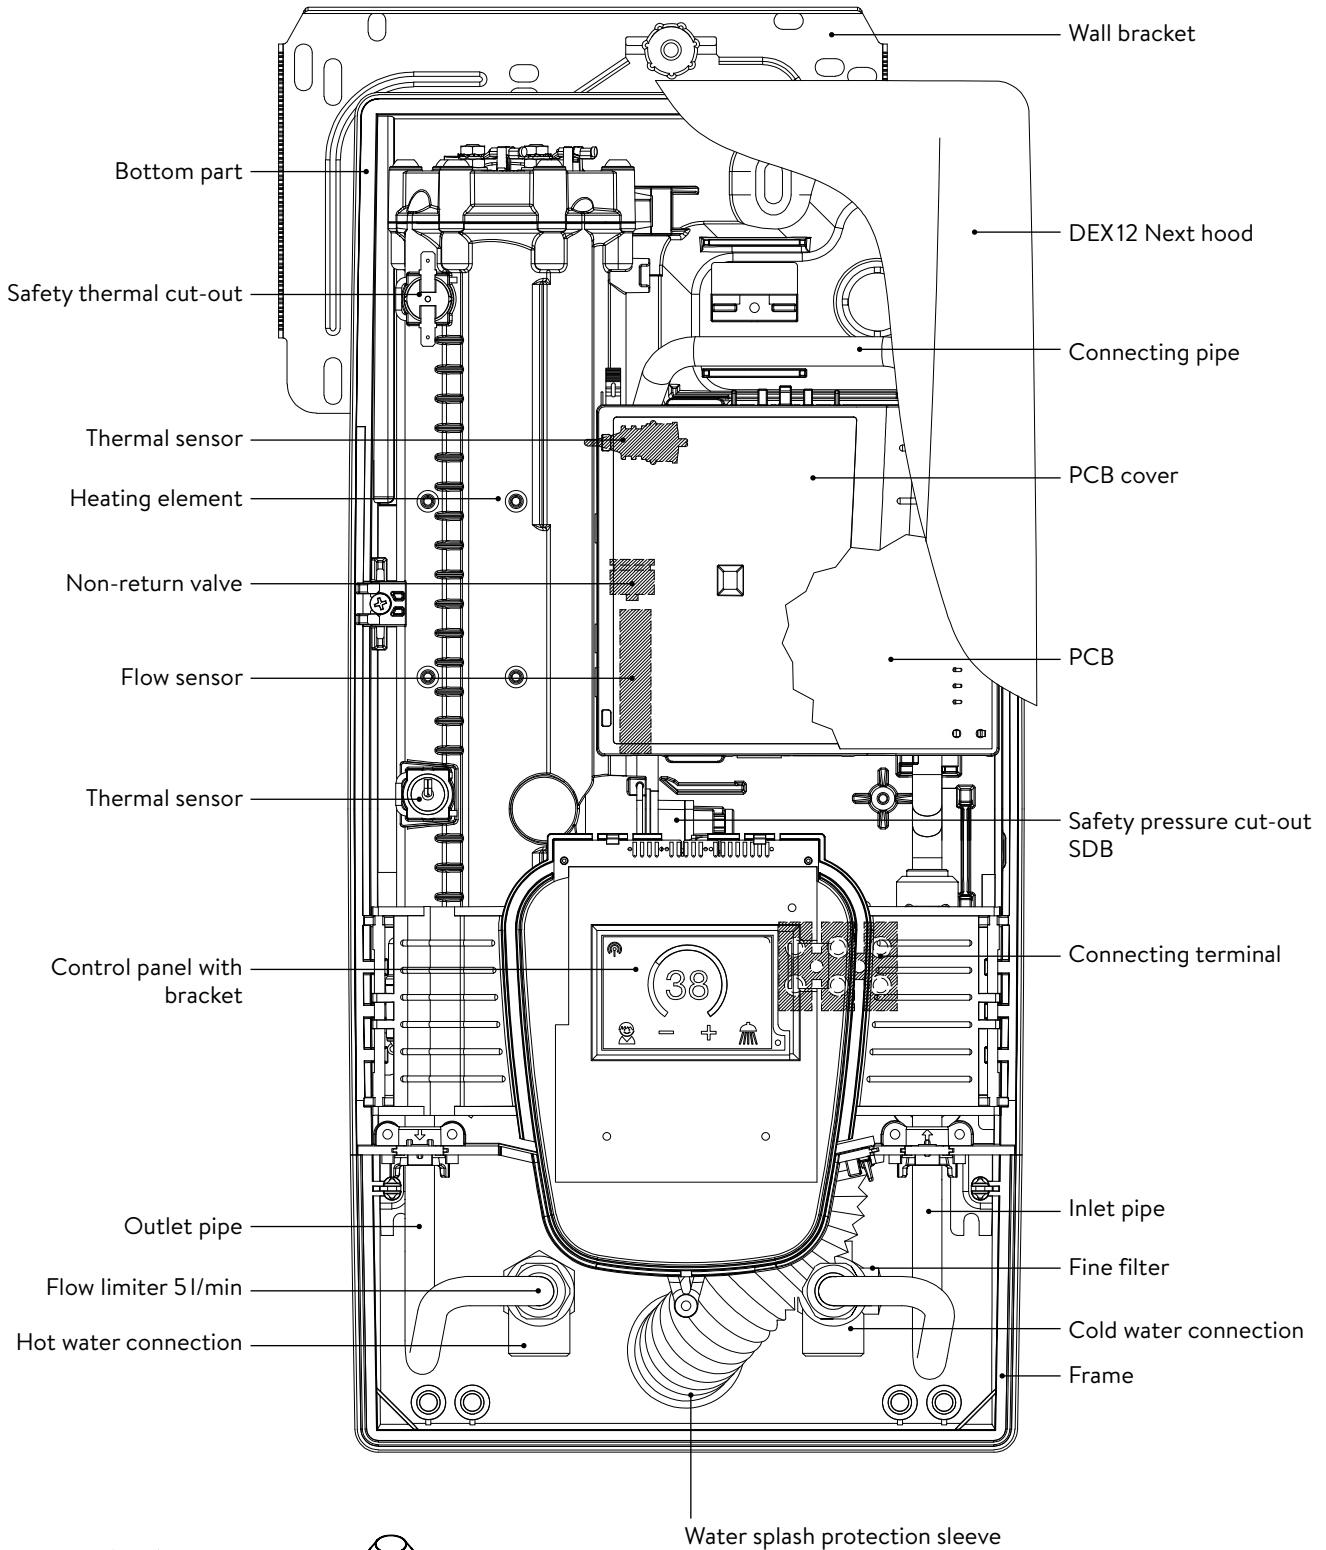 Wall bracket
Bottom part
DEX12 Next hood
Safety thermal cut-out
Connecting pipe
Thermal sensor
PCB cover
Heating element
Non-return valve
PCB
Flow sensor
Thermal sensor
Safety pressure cut-out
SDB
Connecting terminal
Control panel with
bracket
38
Inlet pipe
Outlet pipe
Fine filter
Flow limiter 5 l/min
Cold water connection
Hot water connection
Frame
Water splash protection sleeve